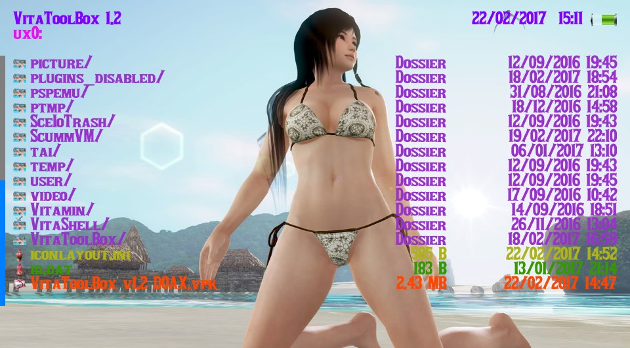 VitaToolBox 1.2 22/02/2017 15:11
ux0:
picture/ Dossier 12/09/2016 19:45
plugins_disabled/ Dossier 18/02/2017 18:54
pspemu/ Dossier 31/08/2016 21:08
ptmp/ Dossier 18/12/2016 14:58
SceIoTrash/ Dossier 12/09/2016 19:43
ScummVM/ Dossier 19/02/2017 22:10
tai/ Dossier 06/01/2017 13:10
temp/ Dossier 12/09/2016 19:43
user/ Dossier 12/09/2016 19:45
video/ Dossier 17/09/2016 10:42
Vitamin/ Dossier 14/09/2016 18:51
VitaShell/ Dossier 26/11/2016
VitaToolBox/ Dossier 18/02/2017
iconlayout.ini B 22/02/2017 14:52
id.dat 183 B 13/01/2017
VitaToolBox v1.2 DOAX.vpk 2.43 MB 22/02/2017 14:47